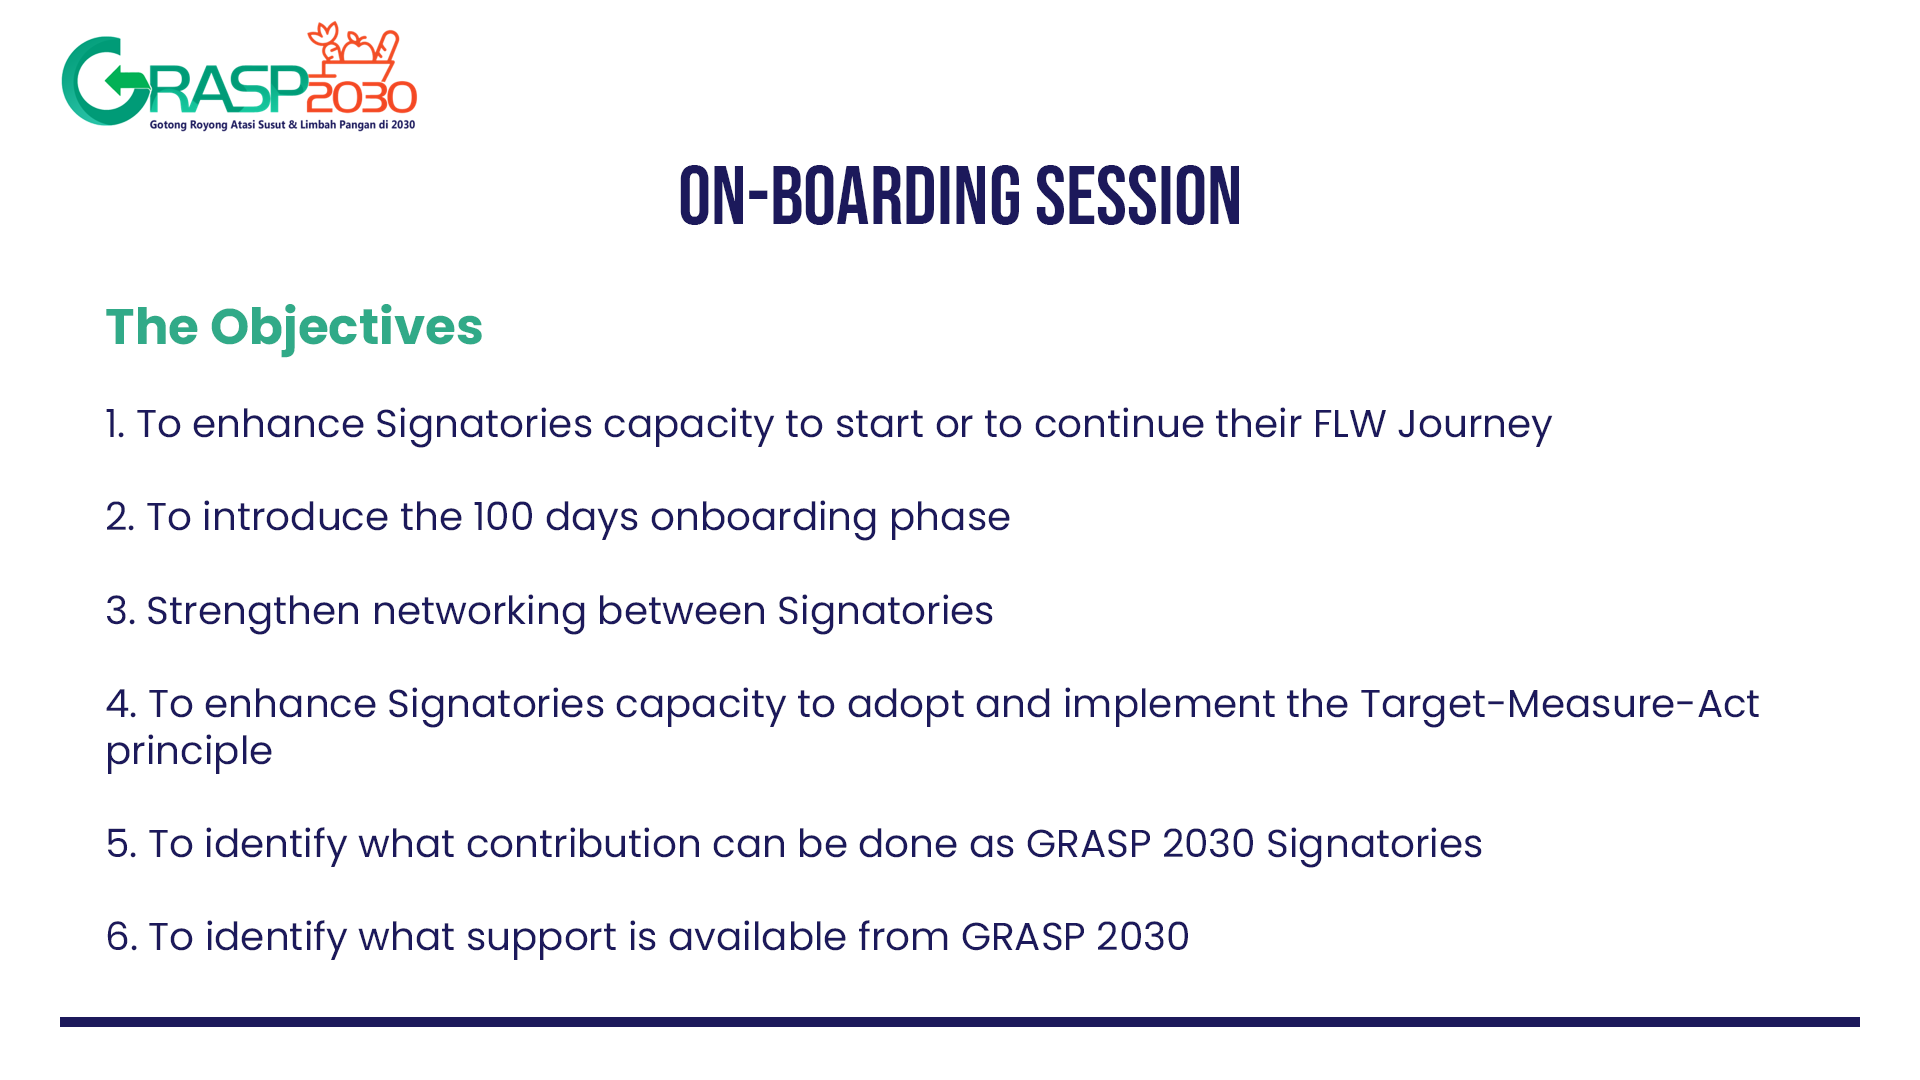 GRASP
2030
Gotong Royong Atasi Susut & Limbah Pangan di 2030
ON-BOARDING SESSION
The Objectives
1. To enhance Signatories capacity to start or to continue their FLW Journey
2. To introduce the 100 days onboarding phase
3. Strengthen networking between Signatories
4. To enhance Signatories capacity to adopt and implement the Target-Measure-Act
principle
5. To identify what contribution can be done as GRASP 2030 Signatories
6. To identify what support is available from GRASP 2030